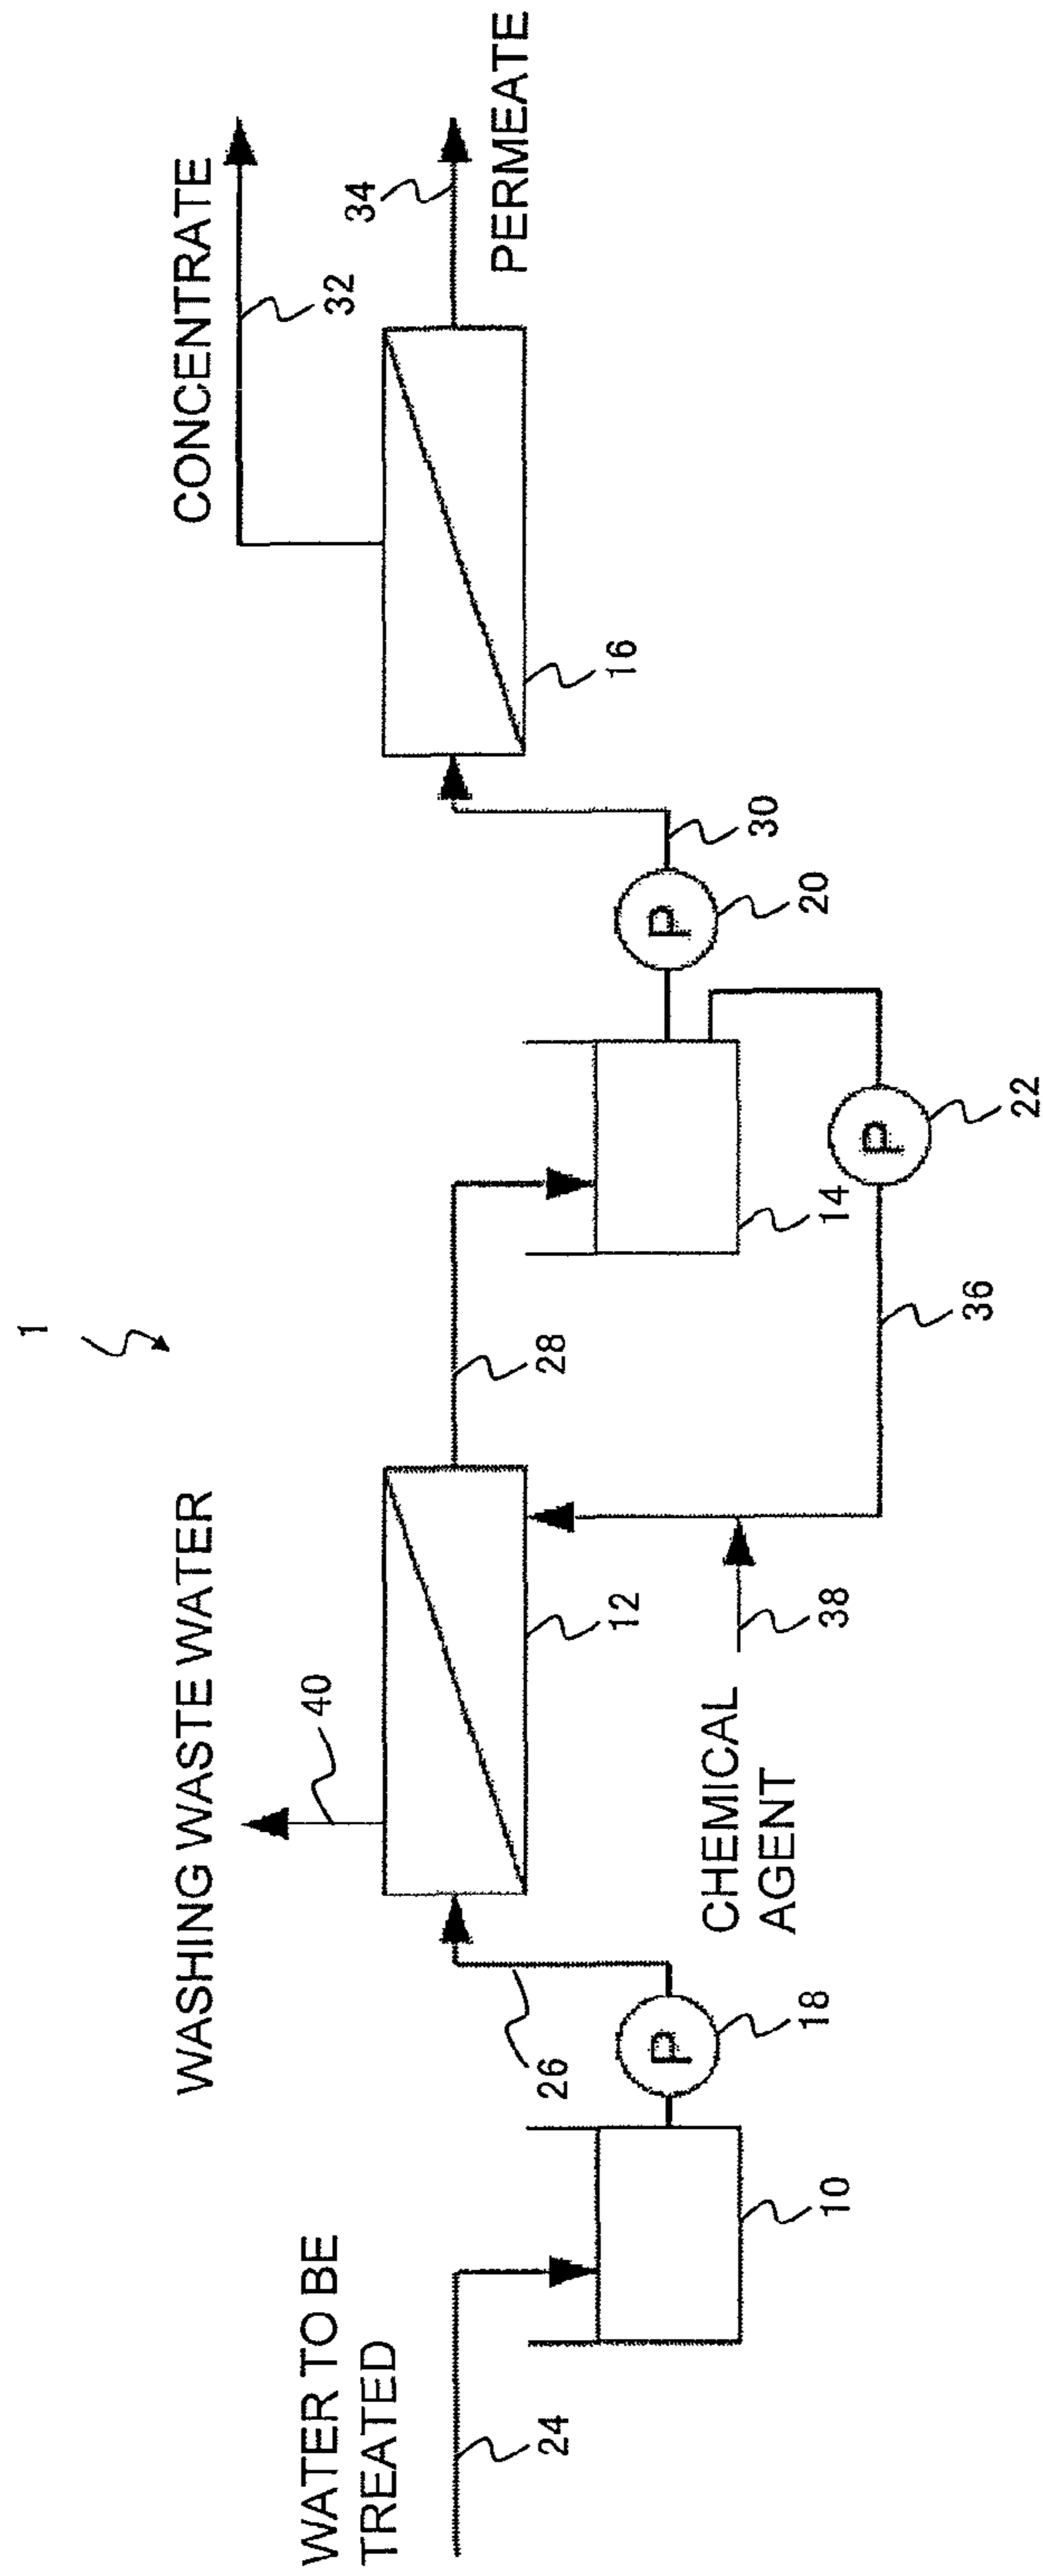 1
WATER TO BE
TREATED
24
10
18
P
26
WASHING WASTE WATER
40
12
CHEMICAL
AGENT
38
28
14
36
P
22
P
20
30
16
CONCENTRATE
32
34
PERMEATE